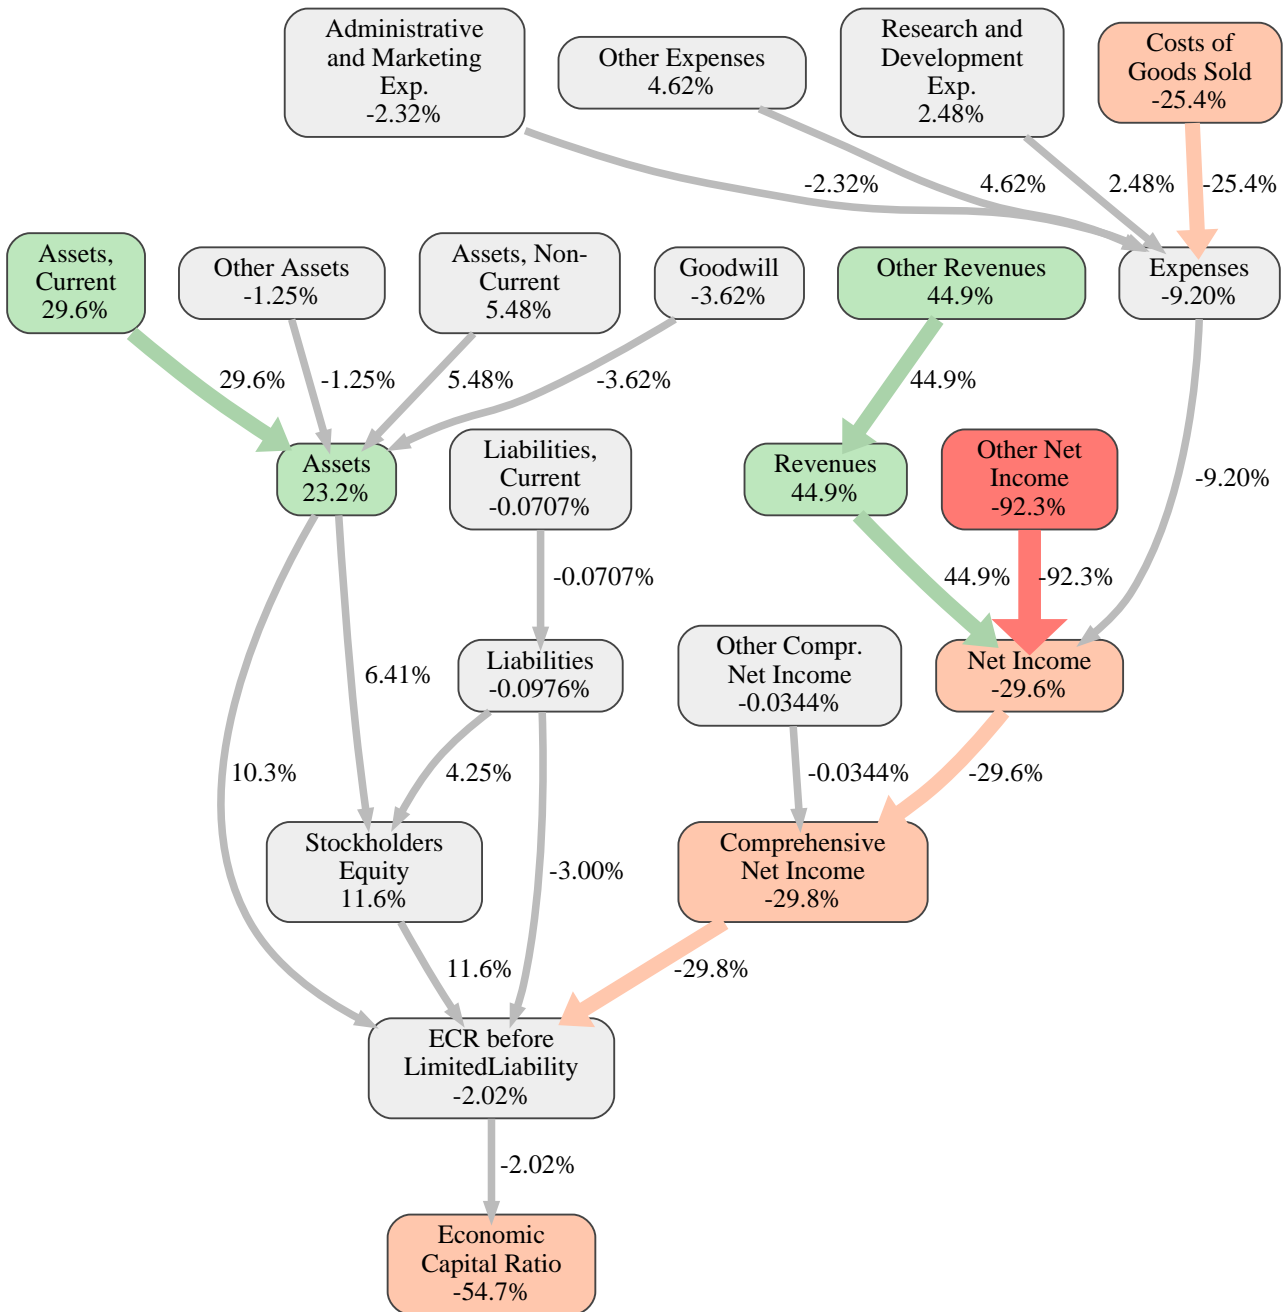 Administrative
and Marketing
Exp.
-2.32%
Other Expenses
4.62%
Research and
Development
Exp.
2.48%
Costs of
Goods Sold
-25.4%
-2.32%
4.62%
2.48%
-25.4%
Assets,
Current
29.6%
Other Assets
-1.25%
Assets, Non-
Current
5.48%
Goodwill
-3.62%
Other Revenues
44.9%
Expenses
-9.20%
29.6%
-1.25%
5.48%
-3.62%
44.9%
-9.20%
Assets
23.2%
Liabilities,
Current
-0.0707%
Revenues
44.9%
Other Net
Income
-92.3%
-0.0707%
44.9%
-92.3%
6.41%
Liabilities
-0.0976%
Other Compr.
Net Income
-0.0344%
Net Income
-29.6%
10.3%
4.25%
-0.0344%
-29.6%
Stockholders
Equity
11.6%
-3.00%
Comprehensive
Net Income
-29.8%
11.6%
-29.8%
ECR before
LimitedLiability
-2.02%
-2.02%
Economic
Capital Ratio
-54.7%